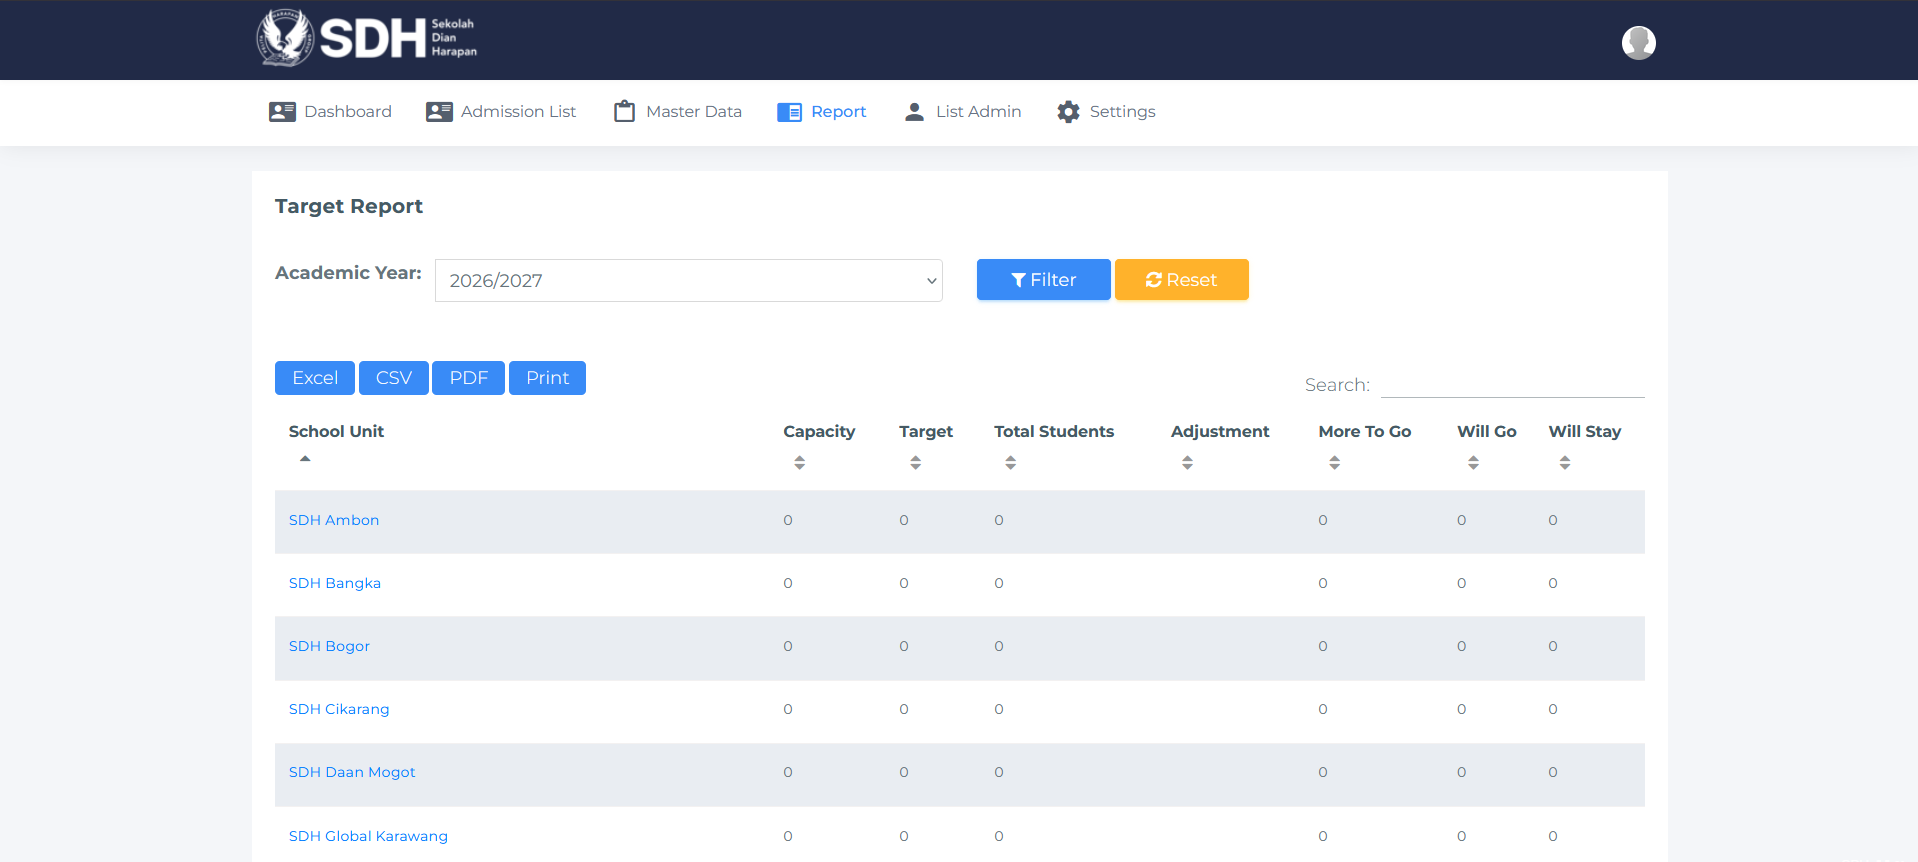 SDH Sekolah Dian Harapan
Dashboard Admission List Master Data Report List Admin Settings
Target Report
Academic Year: 2026/2027 Filter Reset
Excel CSV PDF Print Search:
School Unit Capacity Target Total Students Adjustment More To Go Will Go Will Stay
SDH Ambon 0 0 0 0 0 0
SDH Bangka 0 0 0 0 0 0
SDH Bogor 0 0 0 0 0 0
SDH Cikarang 0 0 0 0 0 0
SDH Daan Mogot 0 0 0 0 0 0
SDH Global Karawang 0 0 0 0 0 0